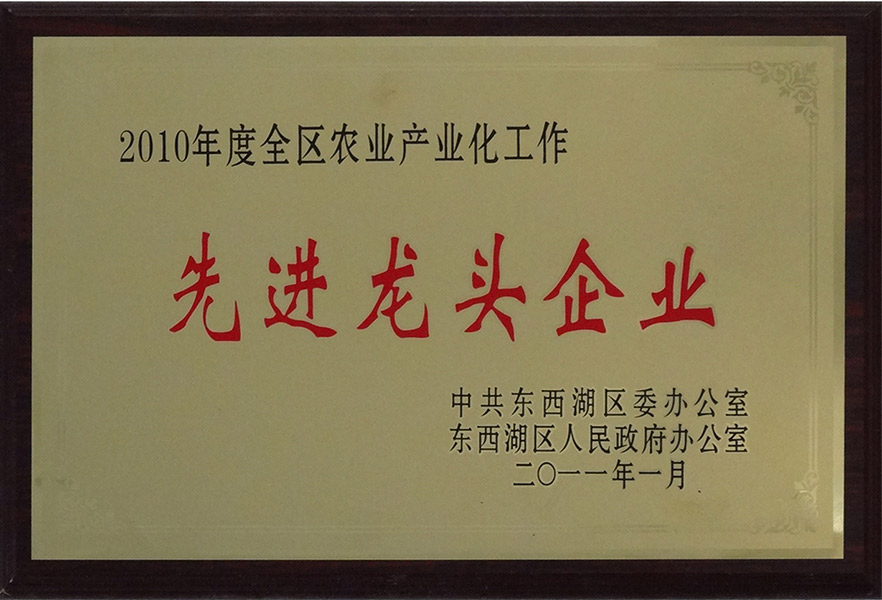 2010年度全区农业产业化工作
先进龙头企业
中共东西湖区委办公室
东西湖区人民政府办公室
二〇一一年一月